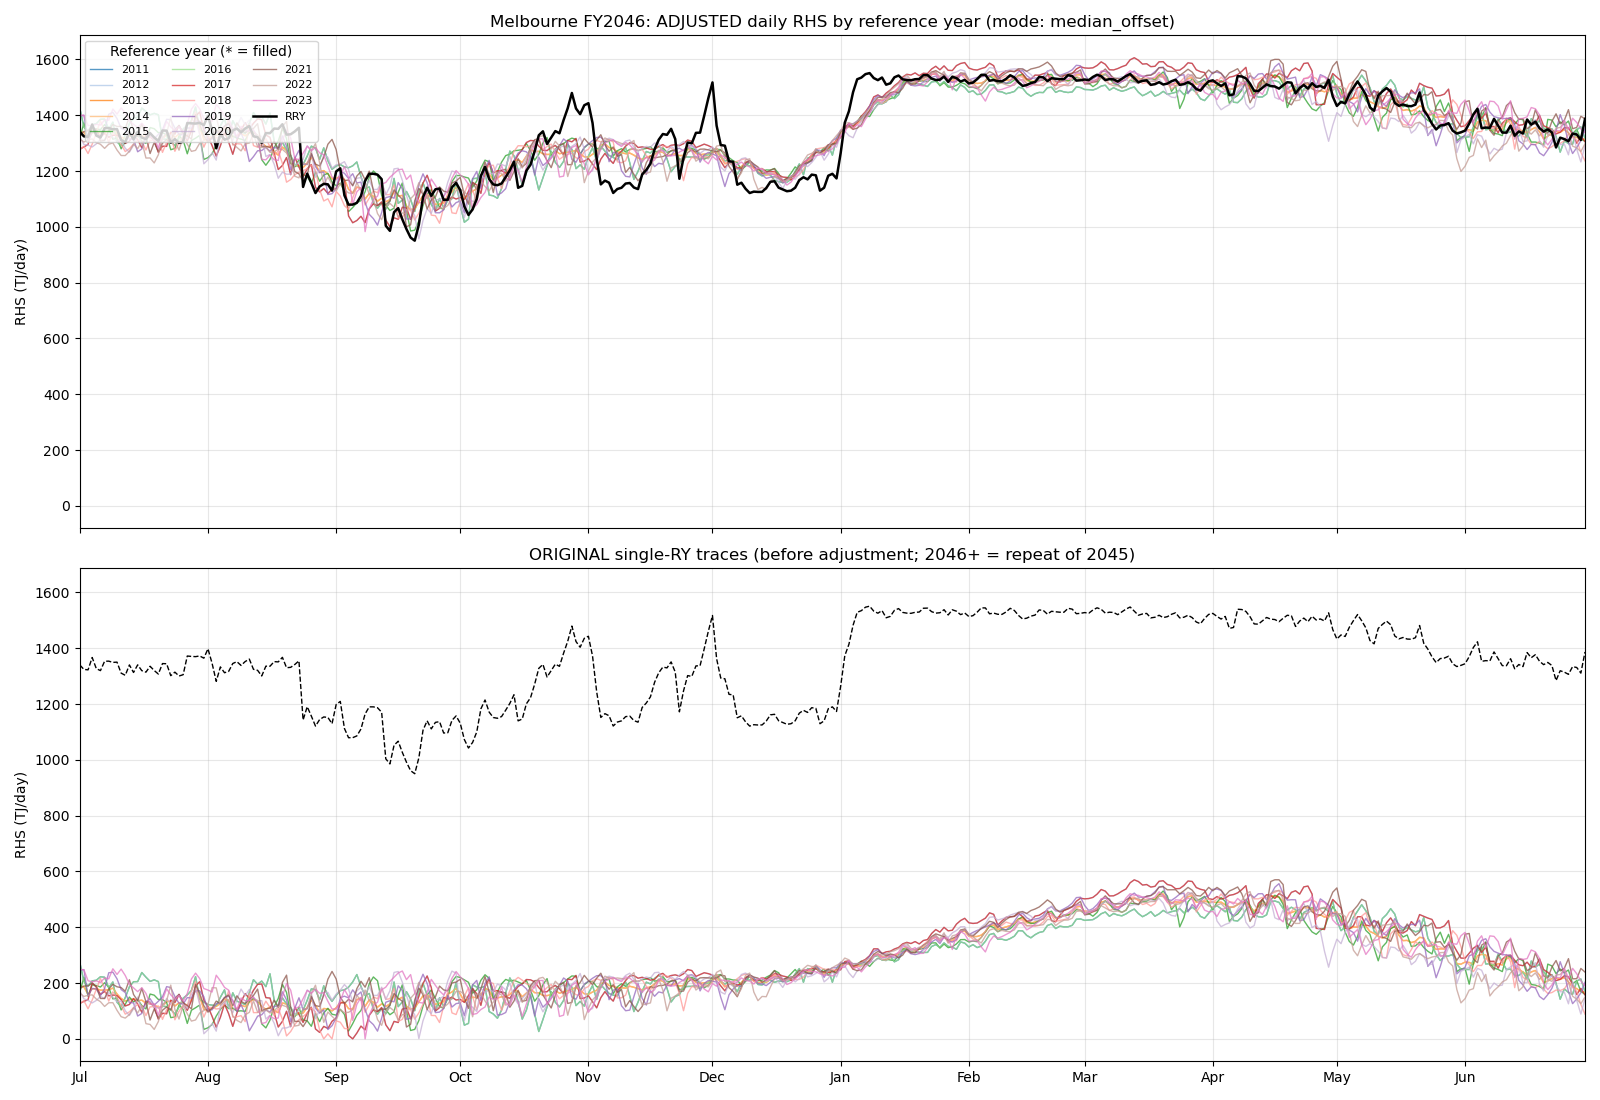 Melbourne FY2046: ADJUSTED daily RHS by reference year (mode: median_offset)
Reference year (* = filled)
2011 2016 2021
2012 2017 2022
2013 2018 2023
2014 2019 RRY
2015 2020
RHS (TJ/day)
1600
1400
1200
1000
800
600
400
200
0
ORIGINAL single-RY traces (before adjustment; 2046+ = repeat of 2045)
RHS (TJ/day)
1600
1400
1200
1000
800
600
400
200
0
Jul Aug Sep Oct Nov Dec Jan Feb Mar Apr May Jun